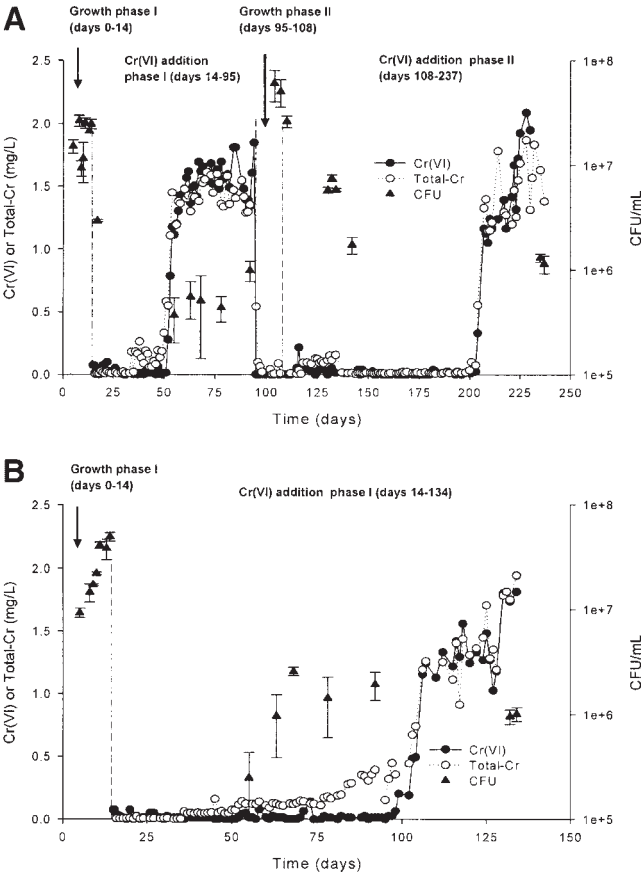 A
Growth phase I
(days 0-14)
Growth phase II
(days 95-108)
Cr(VI) addition
phase I (days 14-95)
Cr(VI) addition phase II
(days 108-237)
2.5
2.0
1.5
1.0
0.5
0.0
Cr(VI) or Total-Cr (mg/L)
1e+8
1e+7
1e+6
1e+5
CFU/mL
Cr(VI)
Total-Cr
CFU
0 25 50 75 100 125 150 175 200 225 250
Time (days)
B
Growth phase I
(days 0-14)
Cr(VI) addition phase I (days 14-134)
2.5
2.0
1.5
1.0
0.5
0.0
Cr(VI) or Total-Cr (mg/L)
1e+8
1e+7
1e+6
1e+5
CFU/mL
Cr(VI)
Total-Cr
CFU
0 25 50 75 100 125 150
Time (days)